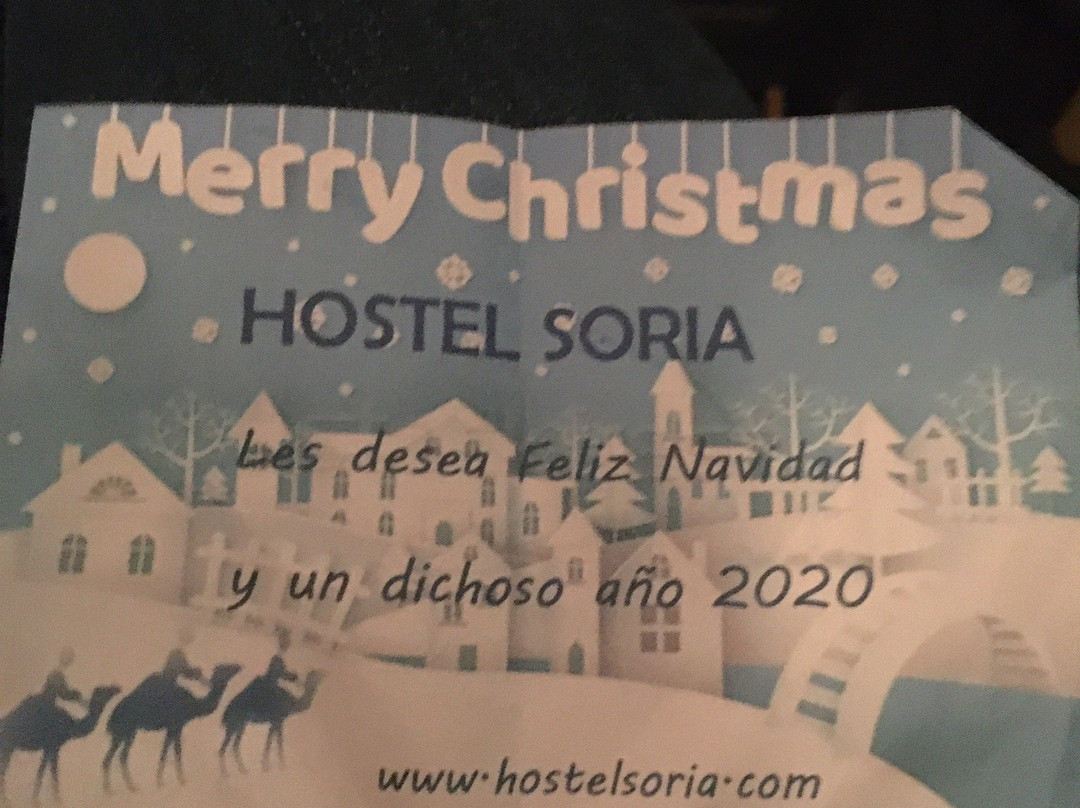 Merry Christmas
HOSTEL SORIA
Les desea Feliz Navidad
y un dichoso año 2020
www.hostelsoria.com